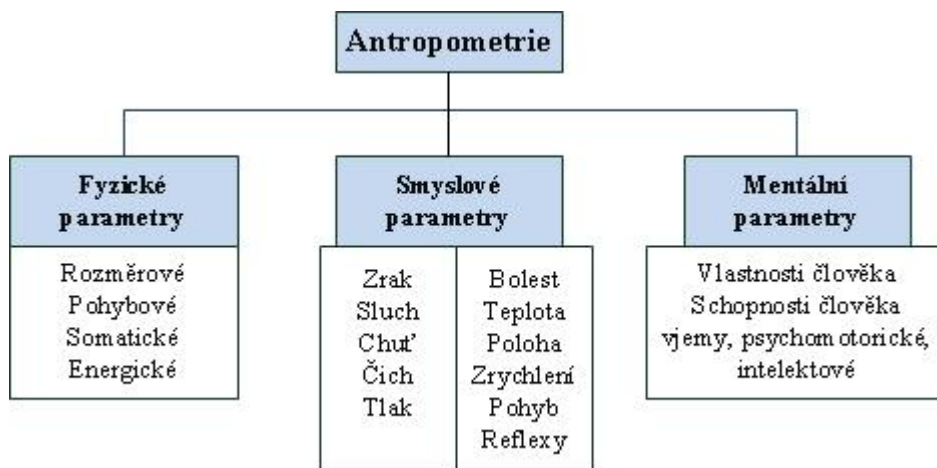 Antropometrie
Fyzické
parametry
Rozměrové
Pohybové
Somatické
Energické
Smyslové
parametry
Zrak
Sluch
Chuť
Čich
Tlak
Bolest
Teplota
Poloha
Zrychlení
Pohyb
Reflexy
Mentální
parametry
Vlastnosti člověka
Schopnosti člověka
vjemy, psychomotorické,
intelektové